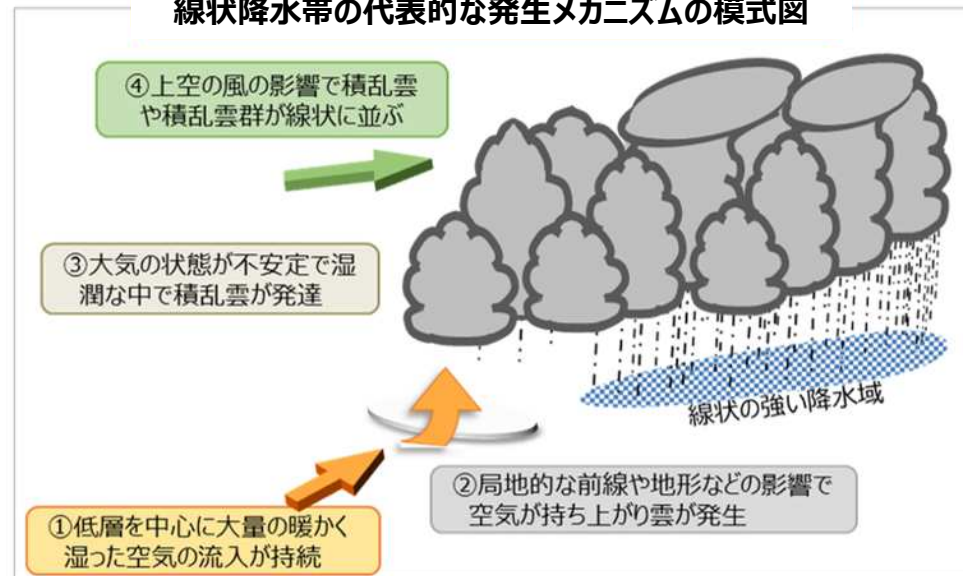 線状降水帯の代表的な発生メカニズムの模式図
④上空の風の影響で積乱雲
や積乱雲群が線状に並ぶ
③大気の状態が不安定で湿
潤な中で積乱雲が発達
線状の強い降水域
②局地的な前線や地形などの影響で
空気が持ち上がり雲が発生
①低層を中心に大量の暖かく
湿った空気の流入が持続